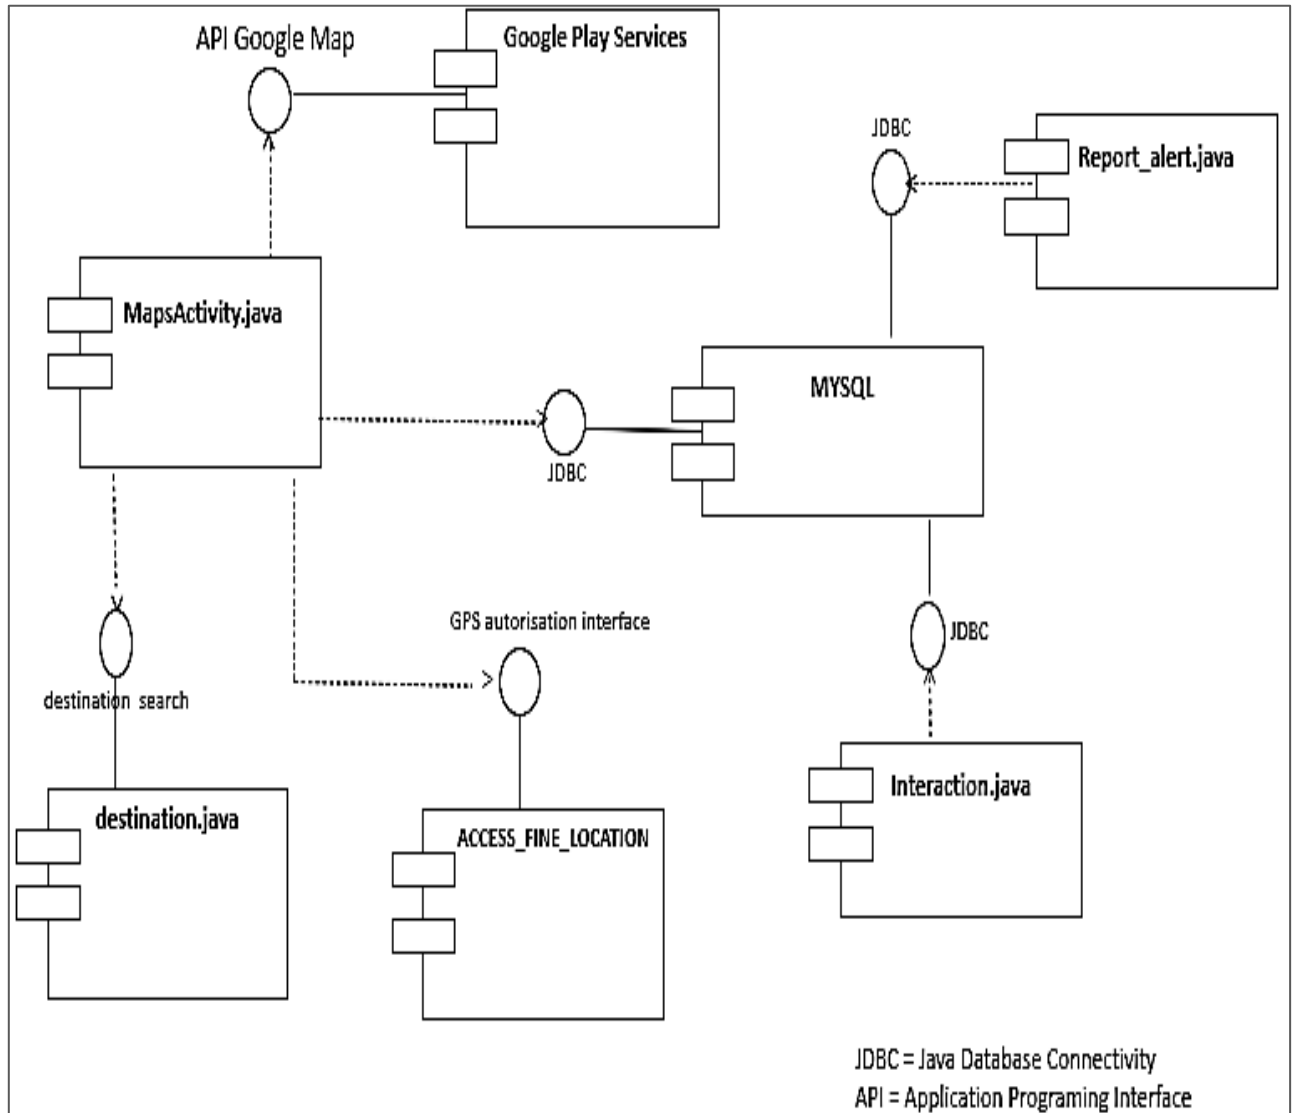 API Google Map
Google Play Services
JDBC
Report_alert.java
MapsActivity.java
MYSQL
JDBC
GPS autorisation interface
JDBC
destination search
Interaction.java
destination.java
ACCESS_FINE_LOCATION
JDBC = Java Database Connectivity
API = Application Programing Interface